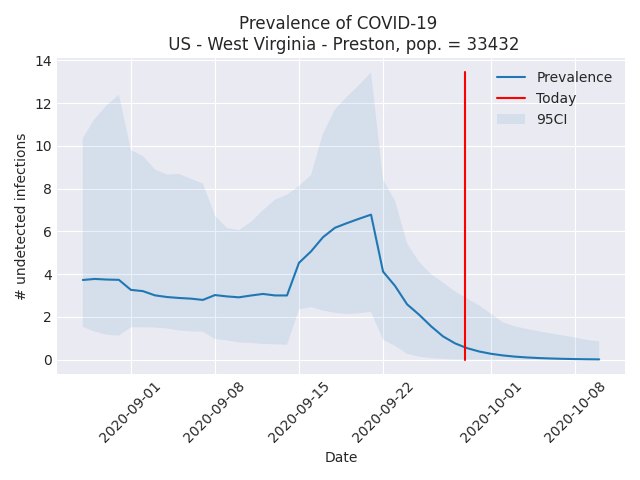 Prevalence of COVID-19
US - West Virginia - Preston, pop. = 33432
14
12
10
8
6
4
2
0
# undetected infections
Prevalence
Today
95CI
2020-09-01
2020-09-08
2020-09-15
2020-09-22
2020-10-01
2020-10-08
Date